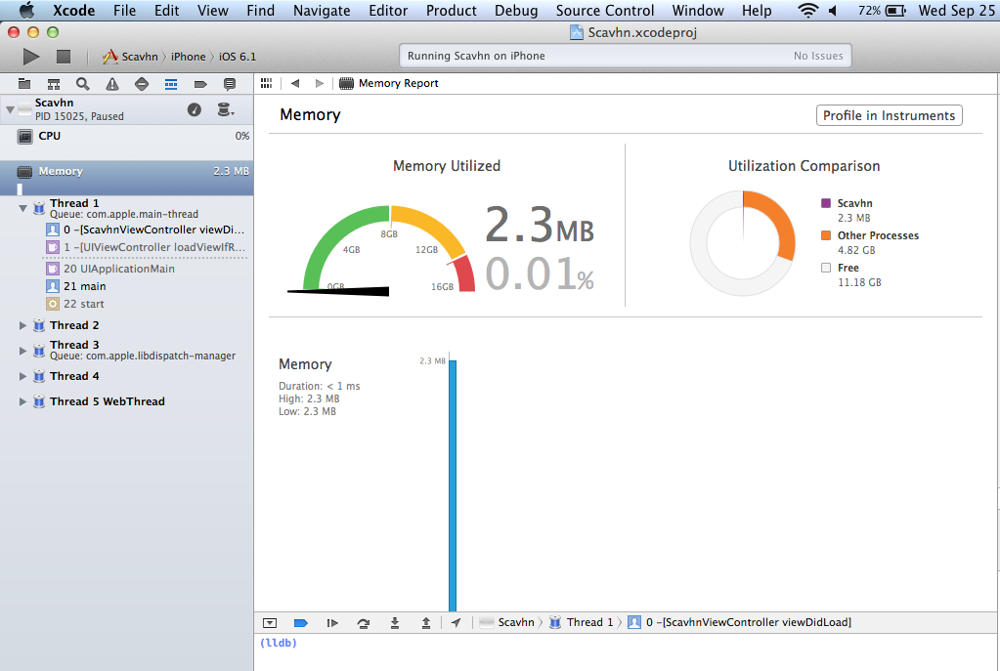 Xcode File Edit View Find Navigate Editor Product Debug Source Control Window Help 72% Wed Sep 25
Scavhn.xcodeproj
Scavhn iPhone iOS 6.1
Running Scavhn on iPhone No Issues
Memory Report
Scavhn
PID 15025, Paused
CPU 0%
Memory 2.3 MB
Thread 1
Queue: com.apple.main-thread
0 -[ScavhnViewController viewDi...
1 -[UIViewController loadViewIfR...
20 UIApplicationMain
21 main
22 start
Thread 2
Thread 3
Queue: com.apple.libdispatch-manager
Thread 4
Thread 5 WebThread
Memory
Profile in Instruments
Memory Utilized
0GB
4GB
8GB
12GB
16GB
2.3MB
0.01%
Utilization Comparison
Scavhn
2.3 MB
Other Processes
4.82 GB
Free
11.18 GB
Memory
Duration: < 1 ms
High: 2.3 MB
Low: 2.3 MB
2.3 MB
Scavhn Thread 1 0 -[ScavhnViewController viewDidLoad]
(lldb)